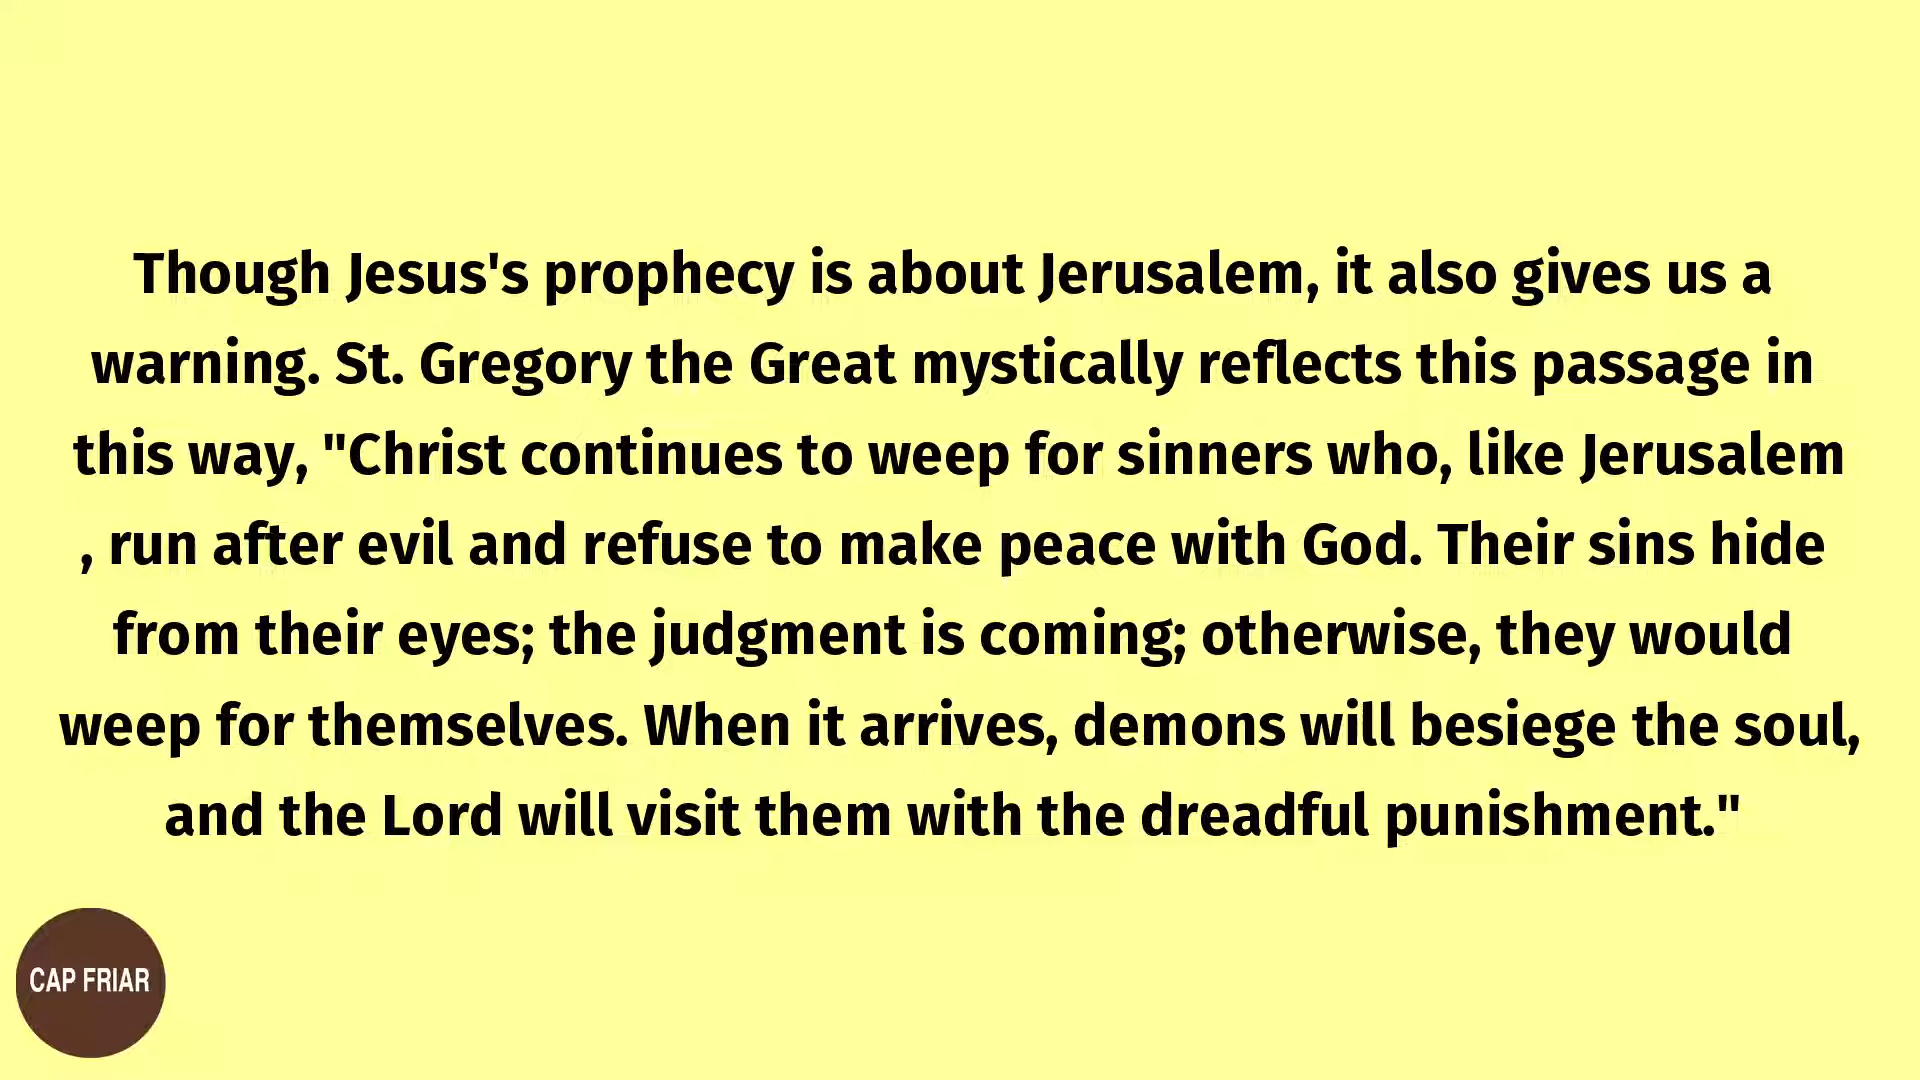 Though Jesus's prophecy is about Jerusalem, it also gives us a
warning. St. Gregory the Great mystically reflects this passage in
this way, "Christ continues to weep for sinners who, like Jerusalem
, run after evil and refuse to make peace with God. Their sins hide
from their eyes; the judgment is coming; otherwise, they would
weep for themselves. When it arrives, demons will besiege the soul,
and the Lord will visit them with the dreadful punishment."
CAP FRIAR